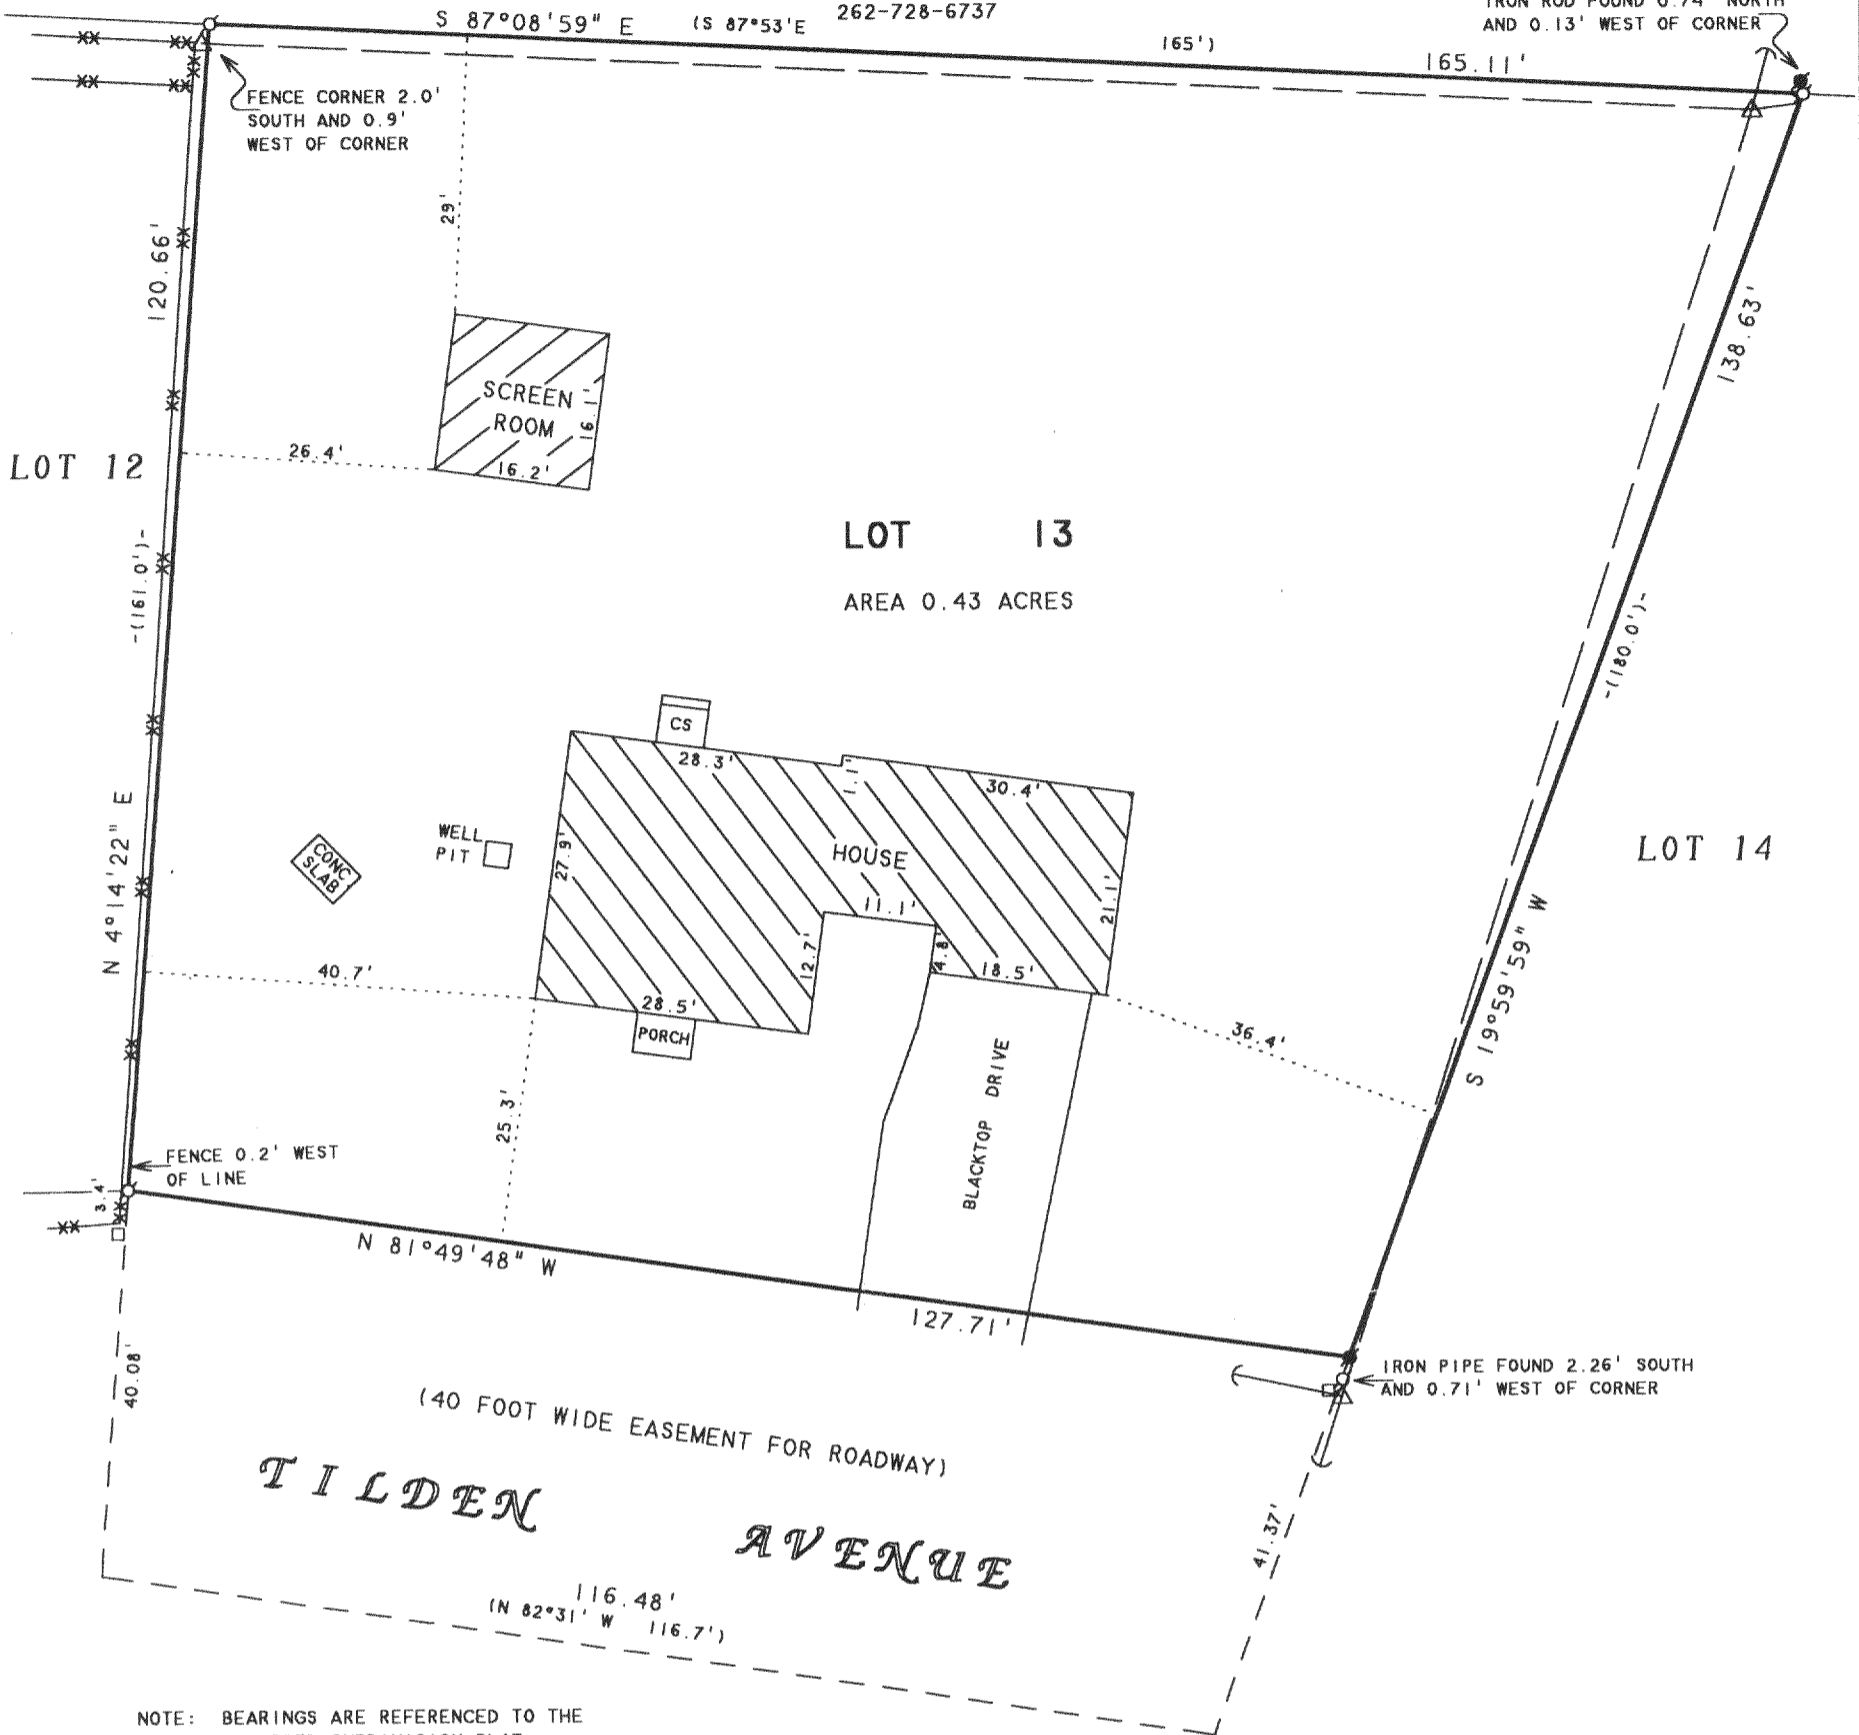 S 87°08'59" E
(S 87°53'E
262-728-6737
165')
165.11'
IRON ROD FOUND 0.74' NORTH
AND 0.13' WEST OF CORNER
FENCE CORNER 2.0'
SOUTH AND 0.9'
WEST OF CORNER
120.66'
29'
138.63'
SCREEN
ROOM
16.1'
16.2'
26.4'
LOT 12
LOT 13
AREA 0.43 ACRES
-(161.0')-
-(180.0')-
CS
28.3'
1.1'
30.4'
WELL
PIT
CONC
SLAB
27.9'
HOUSE
11.1'
21.1'
LOT 14
N 4°14'22" E
12.7'
4.8'
18.5'
40.7'
28.5'
PORCH
36.4'
S 19°59'59" W
BLACKTOP DRIVE
25.3'
FENCE 0.2' WEST
OF LINE
3.4'
N 81°49'48" W
127.71'
IRON PIPE FOUND 2.26' SOUTH
AND 0.71' WEST OF CORNER
40.08'
(40 FOOT WIDE EASEMENT FOR ROADWAY)
TILDEN AVENUE
41.37'
116.48'
(N 82°31' W 116.7')
NOTE: BEARINGS ARE REFERENCED TO THE